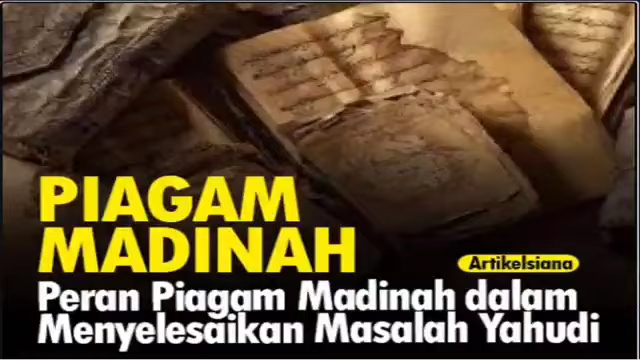 PIAGAM
MADINAH
Artikelsiana
Peran Piagam Madinah dalam
Menyelesaikan Masalah Yahudi